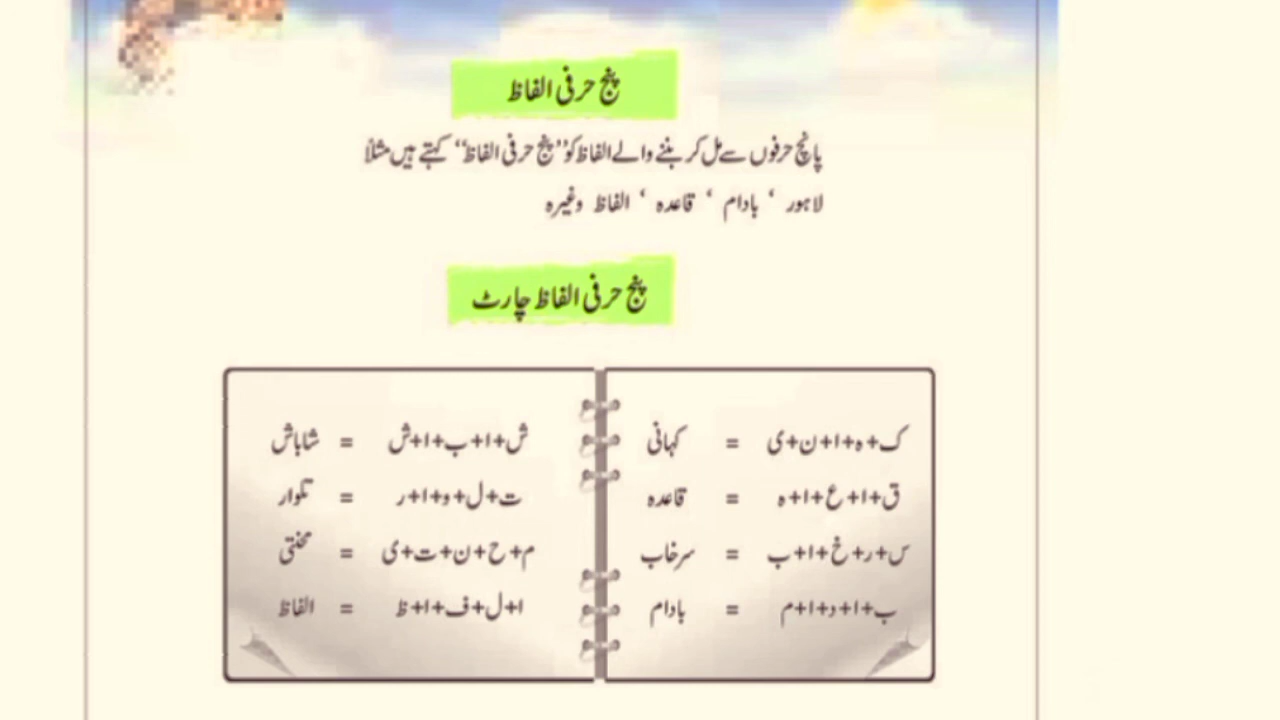 پنج حرفی الفاظ
پانچ حرفوں سے مل کر بننے والے الفاظ کو "پنج حرفی الفاظ" کہتے ہیں مثلاً
لاہور ‘ بادام ‘ قاعدہ ‘ الفاظ وغیرہ
پنج حرفی الفاظ چارٹ
ک+ہ+ا+ن+ی = کہانی
ق+ا+ع+ا+ہ = قاعدہ
س+ر+خ+ا+ب = سرخاب
ب+ا+د+ا+م = بادام
ش+ا+ب+ا+ش = شاباش
ت+ل+و+ا+ر = تلوار
م+ح+ن+ت+ی = محنتی
ا+ل+ف+ا+ظ = الفاظ